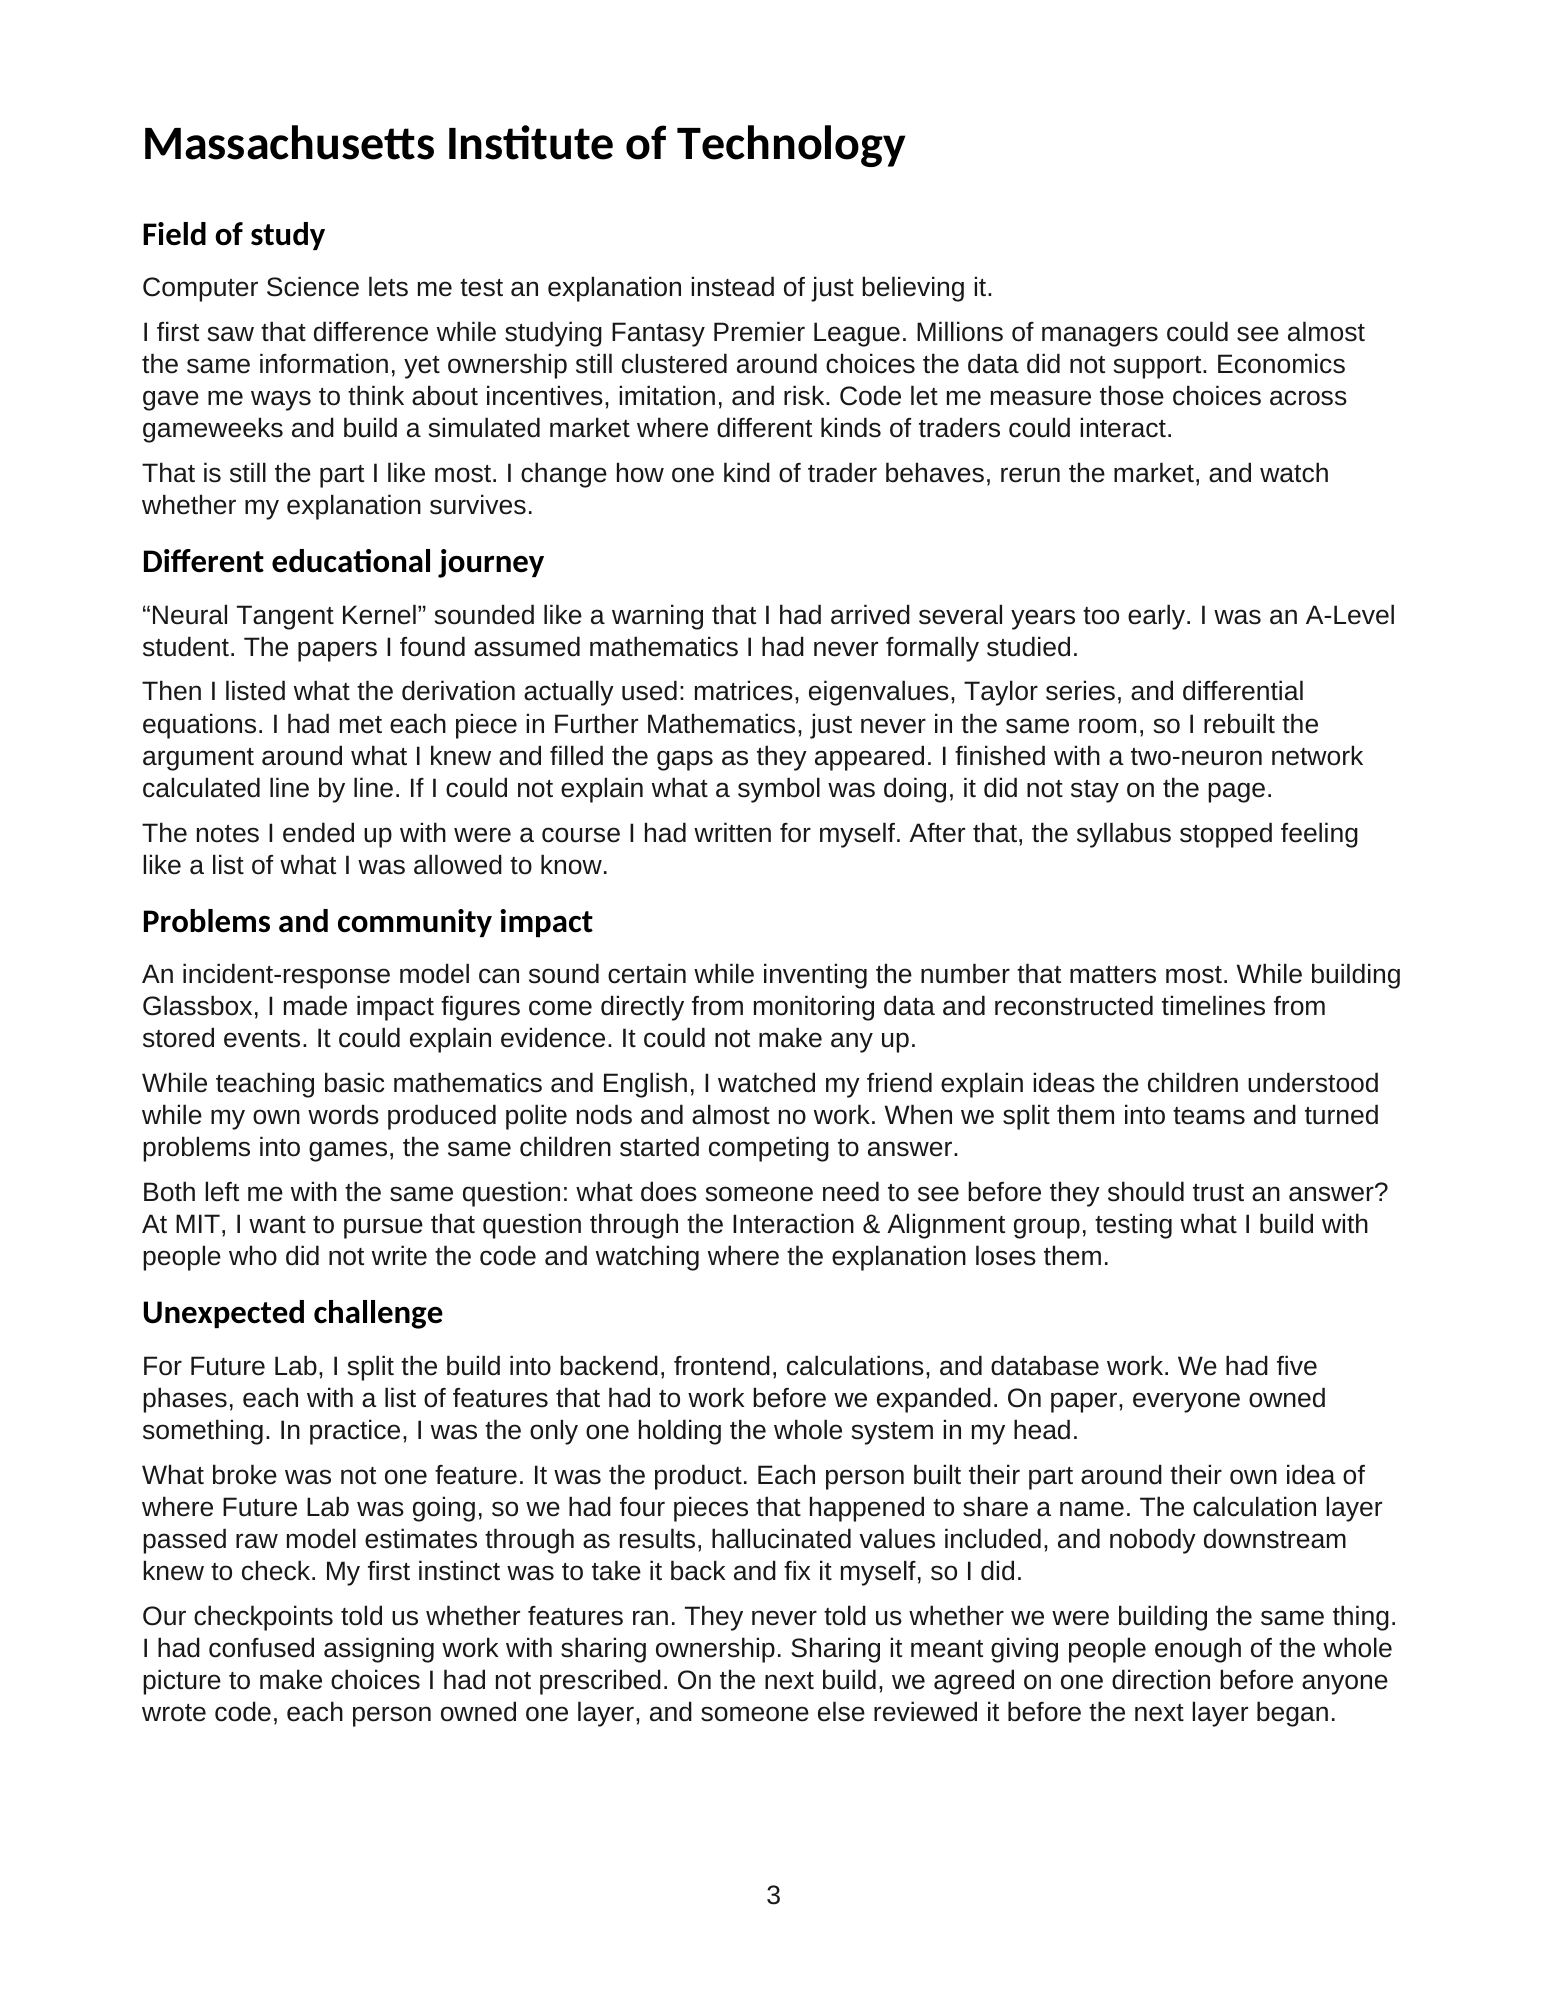 Massachusetts Institute of Technology
Field of study
Computer Science lets me test an explanation instead of just believing it.
I first saw that difference while studying Fantasy Premier League. Millions of managers could see almost
the same information, yet ownership still clustered around choices the data did not support. Economics
gave me ways to think about incentives, imitation, and risk. Code let me measure those choices across
gameweeks and build a simulated market where different kinds of traders could interact.
That is still the part I like most. I change how one kind of trader behaves, rerun the market, and watch
whether my explanation survives.
Different educational journey
“Neural Tangent Kernel” sounded like a warning that I had arrived several years too early. I was an A-Level
student. The papers I found assumed mathematics I had never formally studied.
Then I listed what the derivation actually used: matrices, eigenvalues, Taylor series, and differential
equations. I had met each piece in Further Mathematics, just never in the same room, so I rebuilt the
argument around what I knew and filled the gaps as they appeared. I finished with a two-neuron network
calculated line by line. If I could not explain what a symbol was doing, it did not stay on the page.
The notes I ended up with were a course I had written for myself. After that, the syllabus stopped feeling
like a list of what I was allowed to know.
Problems and community impact
An incident-response model can sound certain while inventing the number that matters most. While building
Glassbox, I made impact figures come directly from monitoring data and reconstructed timelines from
stored events. It could explain evidence. It could not make any up.
While teaching basic mathematics and English, I watched my friend explain ideas the children understood
while my own words produced polite nods and almost no work. When we split them into teams and turned
problems into games, the same children started competing to answer.
Both left me with the same question: what does someone need to see before they should trust an answer?
At MIT, I want to pursue that question through the Interaction & Alignment group, testing what I build with
people who did not write the code and watching where the explanation loses them.
Unexpected challenge
For Future Lab, I split the build into backend, frontend, calculations, and database work. We had five
phases, each with a list of features that had to work before we expanded. On paper, everyone owned
something. In practice, I was the only one holding the whole system in my head.
What broke was not one feature. It was the product. Each person built their part around their own idea of
where Future Lab was going, so we had four pieces that happened to share a name. The calculation layer
passed raw model estimates through as results, hallucinated values included, and nobody downstream
knew to check. My first instinct was to take it back and fix it myself, so I did.
Our checkpoints told us whether features ran. They never told us whether we were building the same thing.
I had confused assigning work with sharing ownership. Sharing it meant giving people enough of the whole
picture to make choices I had not prescribed. On the next build, we agreed on one direction before anyone
wrote code, each person owned one layer, and someone else reviewed it before the next layer began.
3